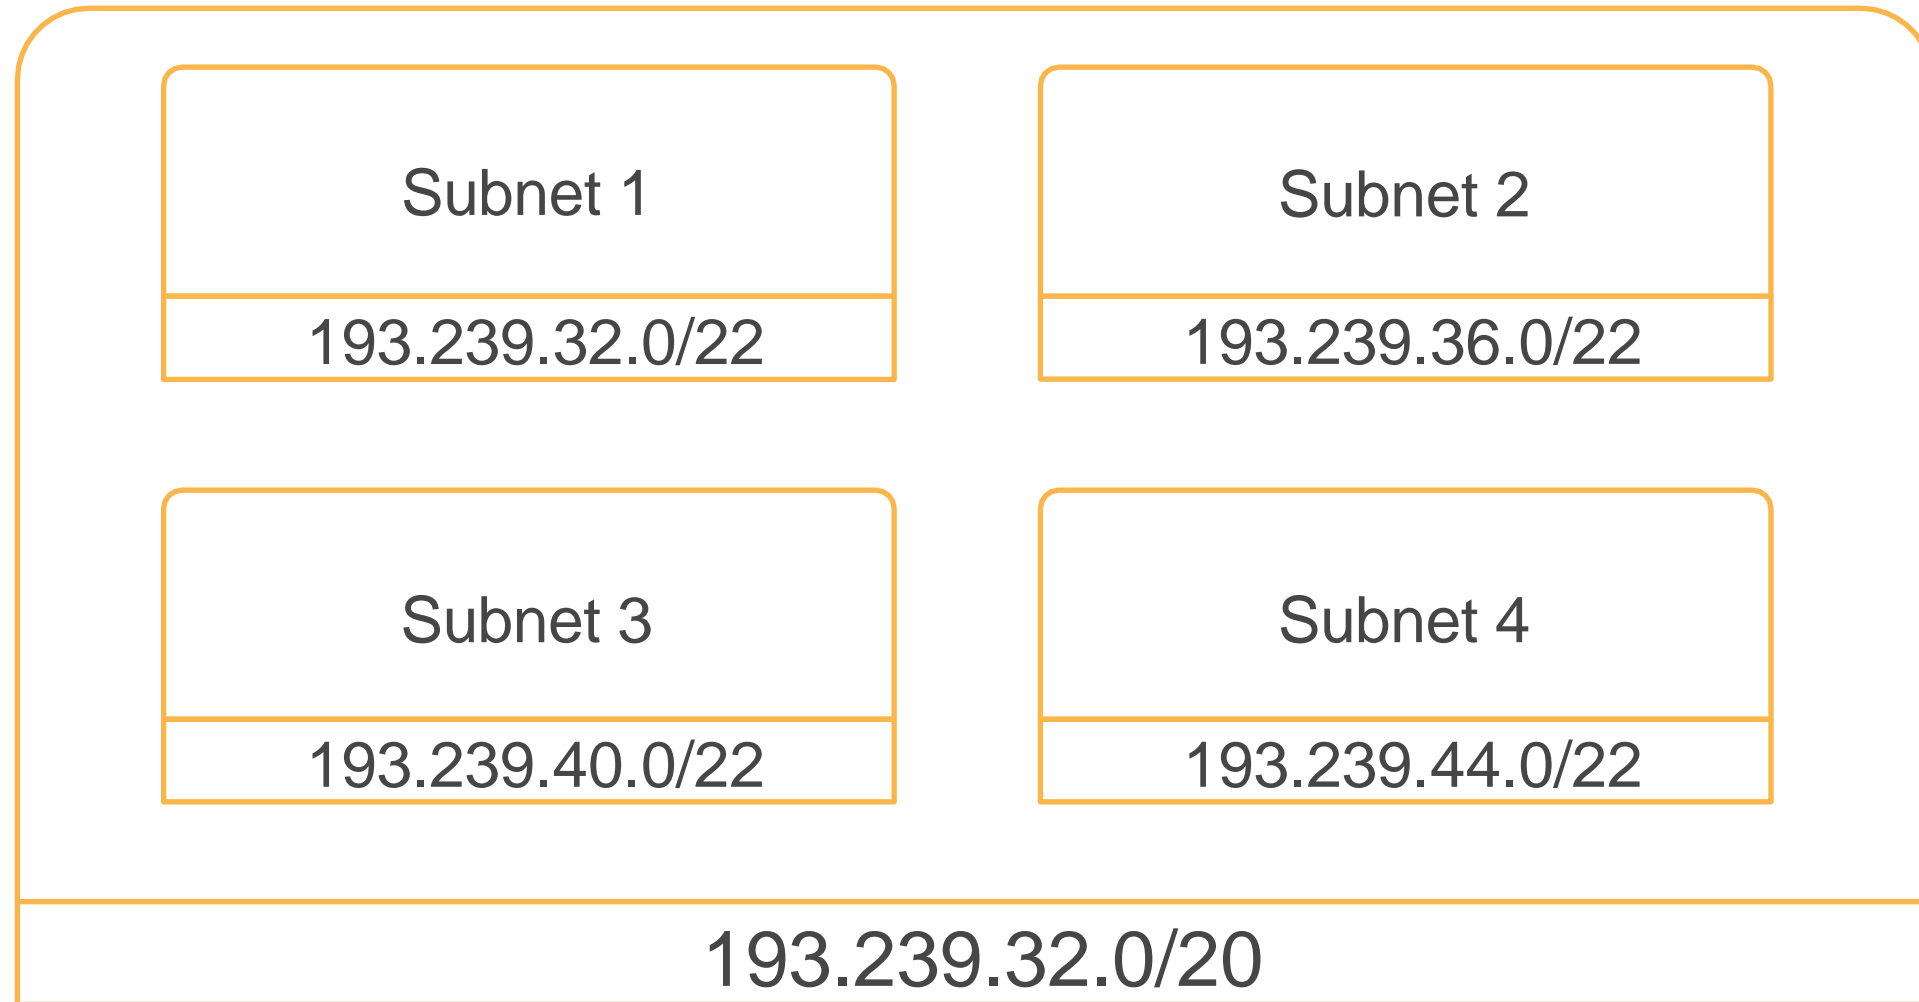 Subnet 1
193.239.32.0/22
Subnet 2
193.239.36.0/22
Subnet 3
193.239.40.0/22
Subnet 4
193.239.44.0/22
193.239.32.0/20